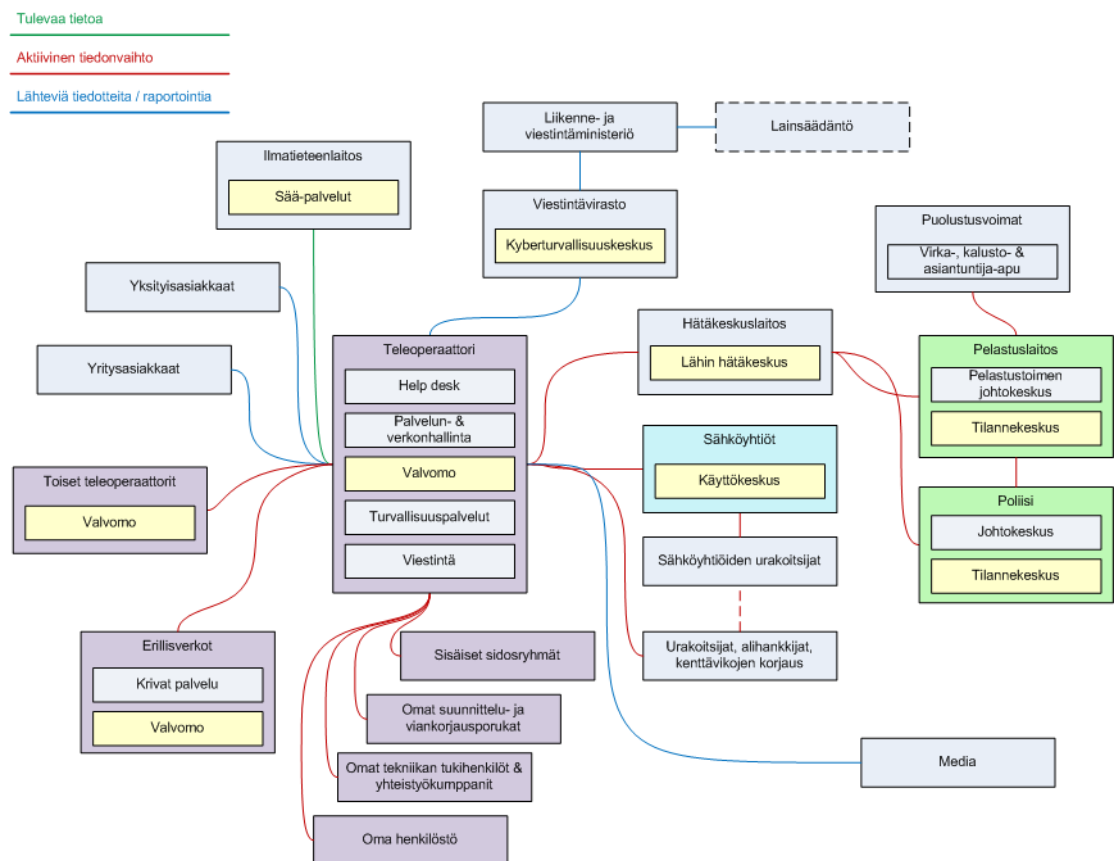 Tulevaa tietoa
Aktiivinen tiedonvaihto
Lähteviä tiedotteita / raportointia
Liikenne- ja
viestintäministeriö
Lainsäädäntö
Ilmatieteenlaitos
Sää-palvelut
Viestintävirasto
Kyberturvallisuuskeskus
Puolustusvoimat
Virka-, kalusto- &
asiantuntija-apu
Yksityisasiakkaat
Yritysasiakkaat
Teleoperaattori
Help desk
Palvelun- &
verkonhallinta
Valvomo
Turvallisuuspalvelut
Viestintä
Hätäkeskuslaitos
Lähin hätäkeskus
Pelastuslaitos
Pelastustoimen
johtokeskus
Tilannekeskus
Sähköyhtiöt
Käyttökeskus
Toiset teleoperaattorit
Valvomo
Poliisi
Johtokeskus
Tilannekeskus
Sähköyhtiöiden urakoitsijat
Erillisverkot
Krivat palvelu
Valvomo
Sisäiset sidosryhmät
Urakoitsijat, alihankkijat,
kenttävikojen korjaus
Omat suunnittelu- ja
viankorjausporukat
Omat tekniikan tukihenkilöt &
yhteistyökumppanit
Media
Oma henkilöstö